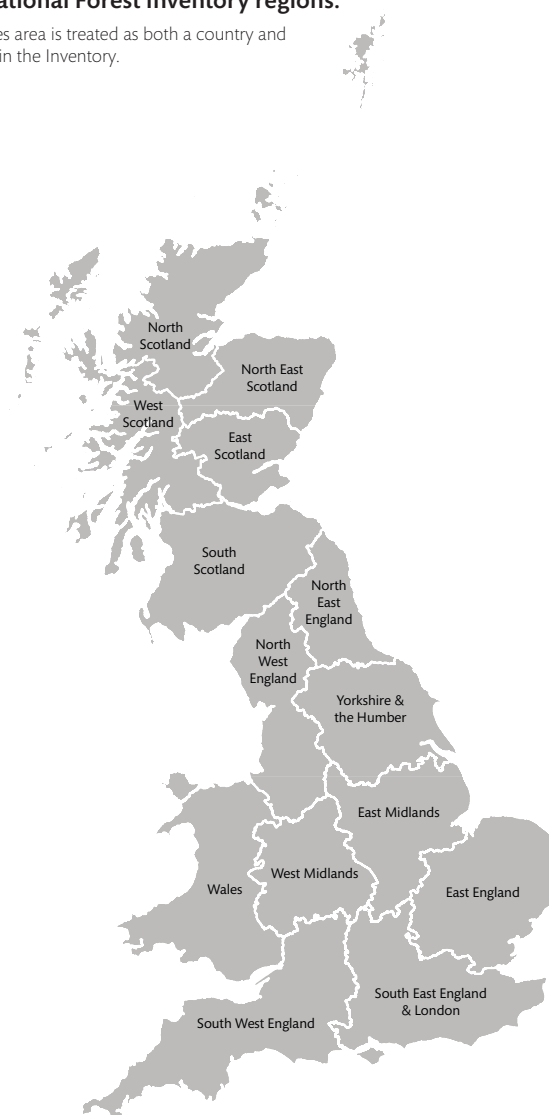 ational Forest Inventory regions.
es area is treated as both a country and
in the Inventory.
North
Scotland
North East
Scotland
West
Scotland
East
Scotland
South
Scotland
North
East
England
North
West
England
Yorkshire &
the Humber
East Midlands
West Midlands
Wales
East England
South East England
& London
South West England